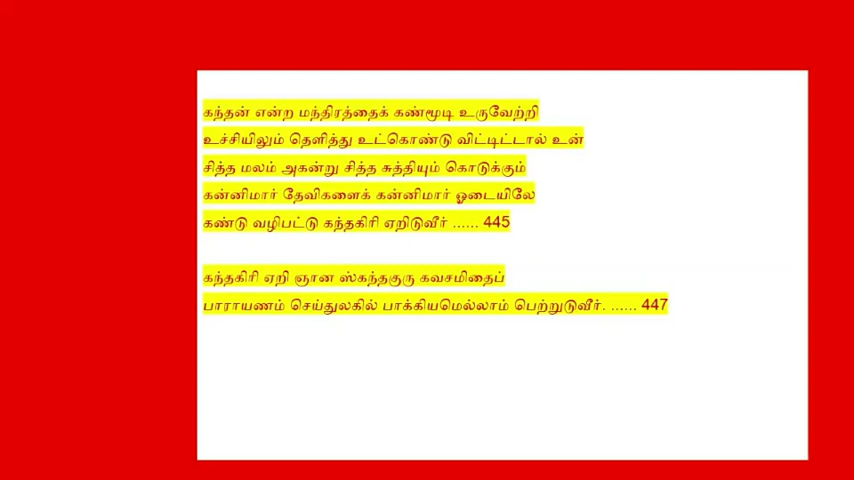 கந்தன் என்ற மந்திரத்தைக் கண்மூடி உருவேற்றி
உச்சியிலும் தெளித்து உட்கொண்டு விட்டிட்டால் உன்
சித்த மலம் அகன்று சித்த சுத்தியும் கொடுக்கும்
கன்னிமார் தேவிகளைக் கன்னிமார் ஓடையிலே
கண்டு வழிபட்டு கந்தகிரி ஏறிடுவீர் ...... 445
கந்தகிரி ஏறி ஞான ஸ்கந்தகுரு கவசமிதைப்
பாராயணம் செய்துலகில் பாக்கியமெல்லாம் பெற்றுடுவீர். ...... 447